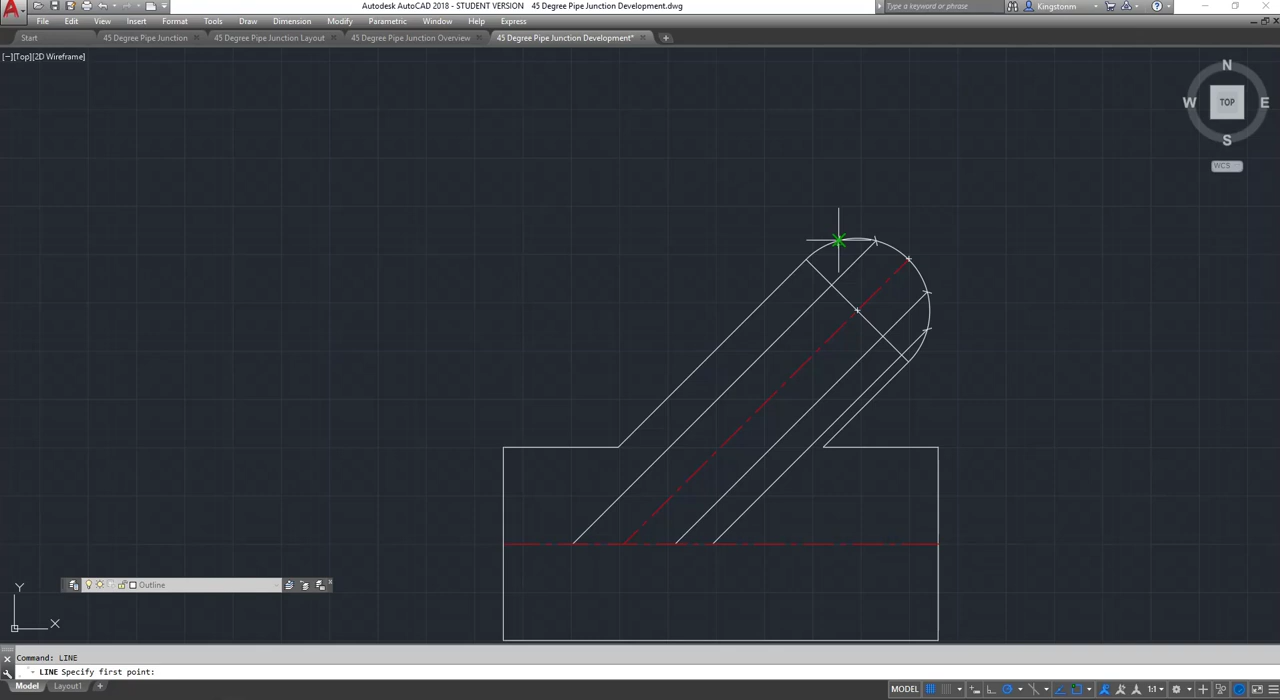 Autodesk AutoCAD 2018 - STUDENT VERSION 45 Degree Pipe Junction Development.dwg
Type a keyword or phrase
Kingstonm
File Edit View Insert Format Tools Draw Dimension Modify Parametric Window Help Express
Start 45 Degree Pipe Junction 45 Degree Pipe Junction Layout 45 Degree Pipe Junction Overview 45 Degree Pipe Junction Development*
[−][Top][2D Wireframe]
N
W TOP E
S
WCS
Outline
Y
X
Command: LINE
LINE Specify first point:
Model Layout1
MODEL 1:1